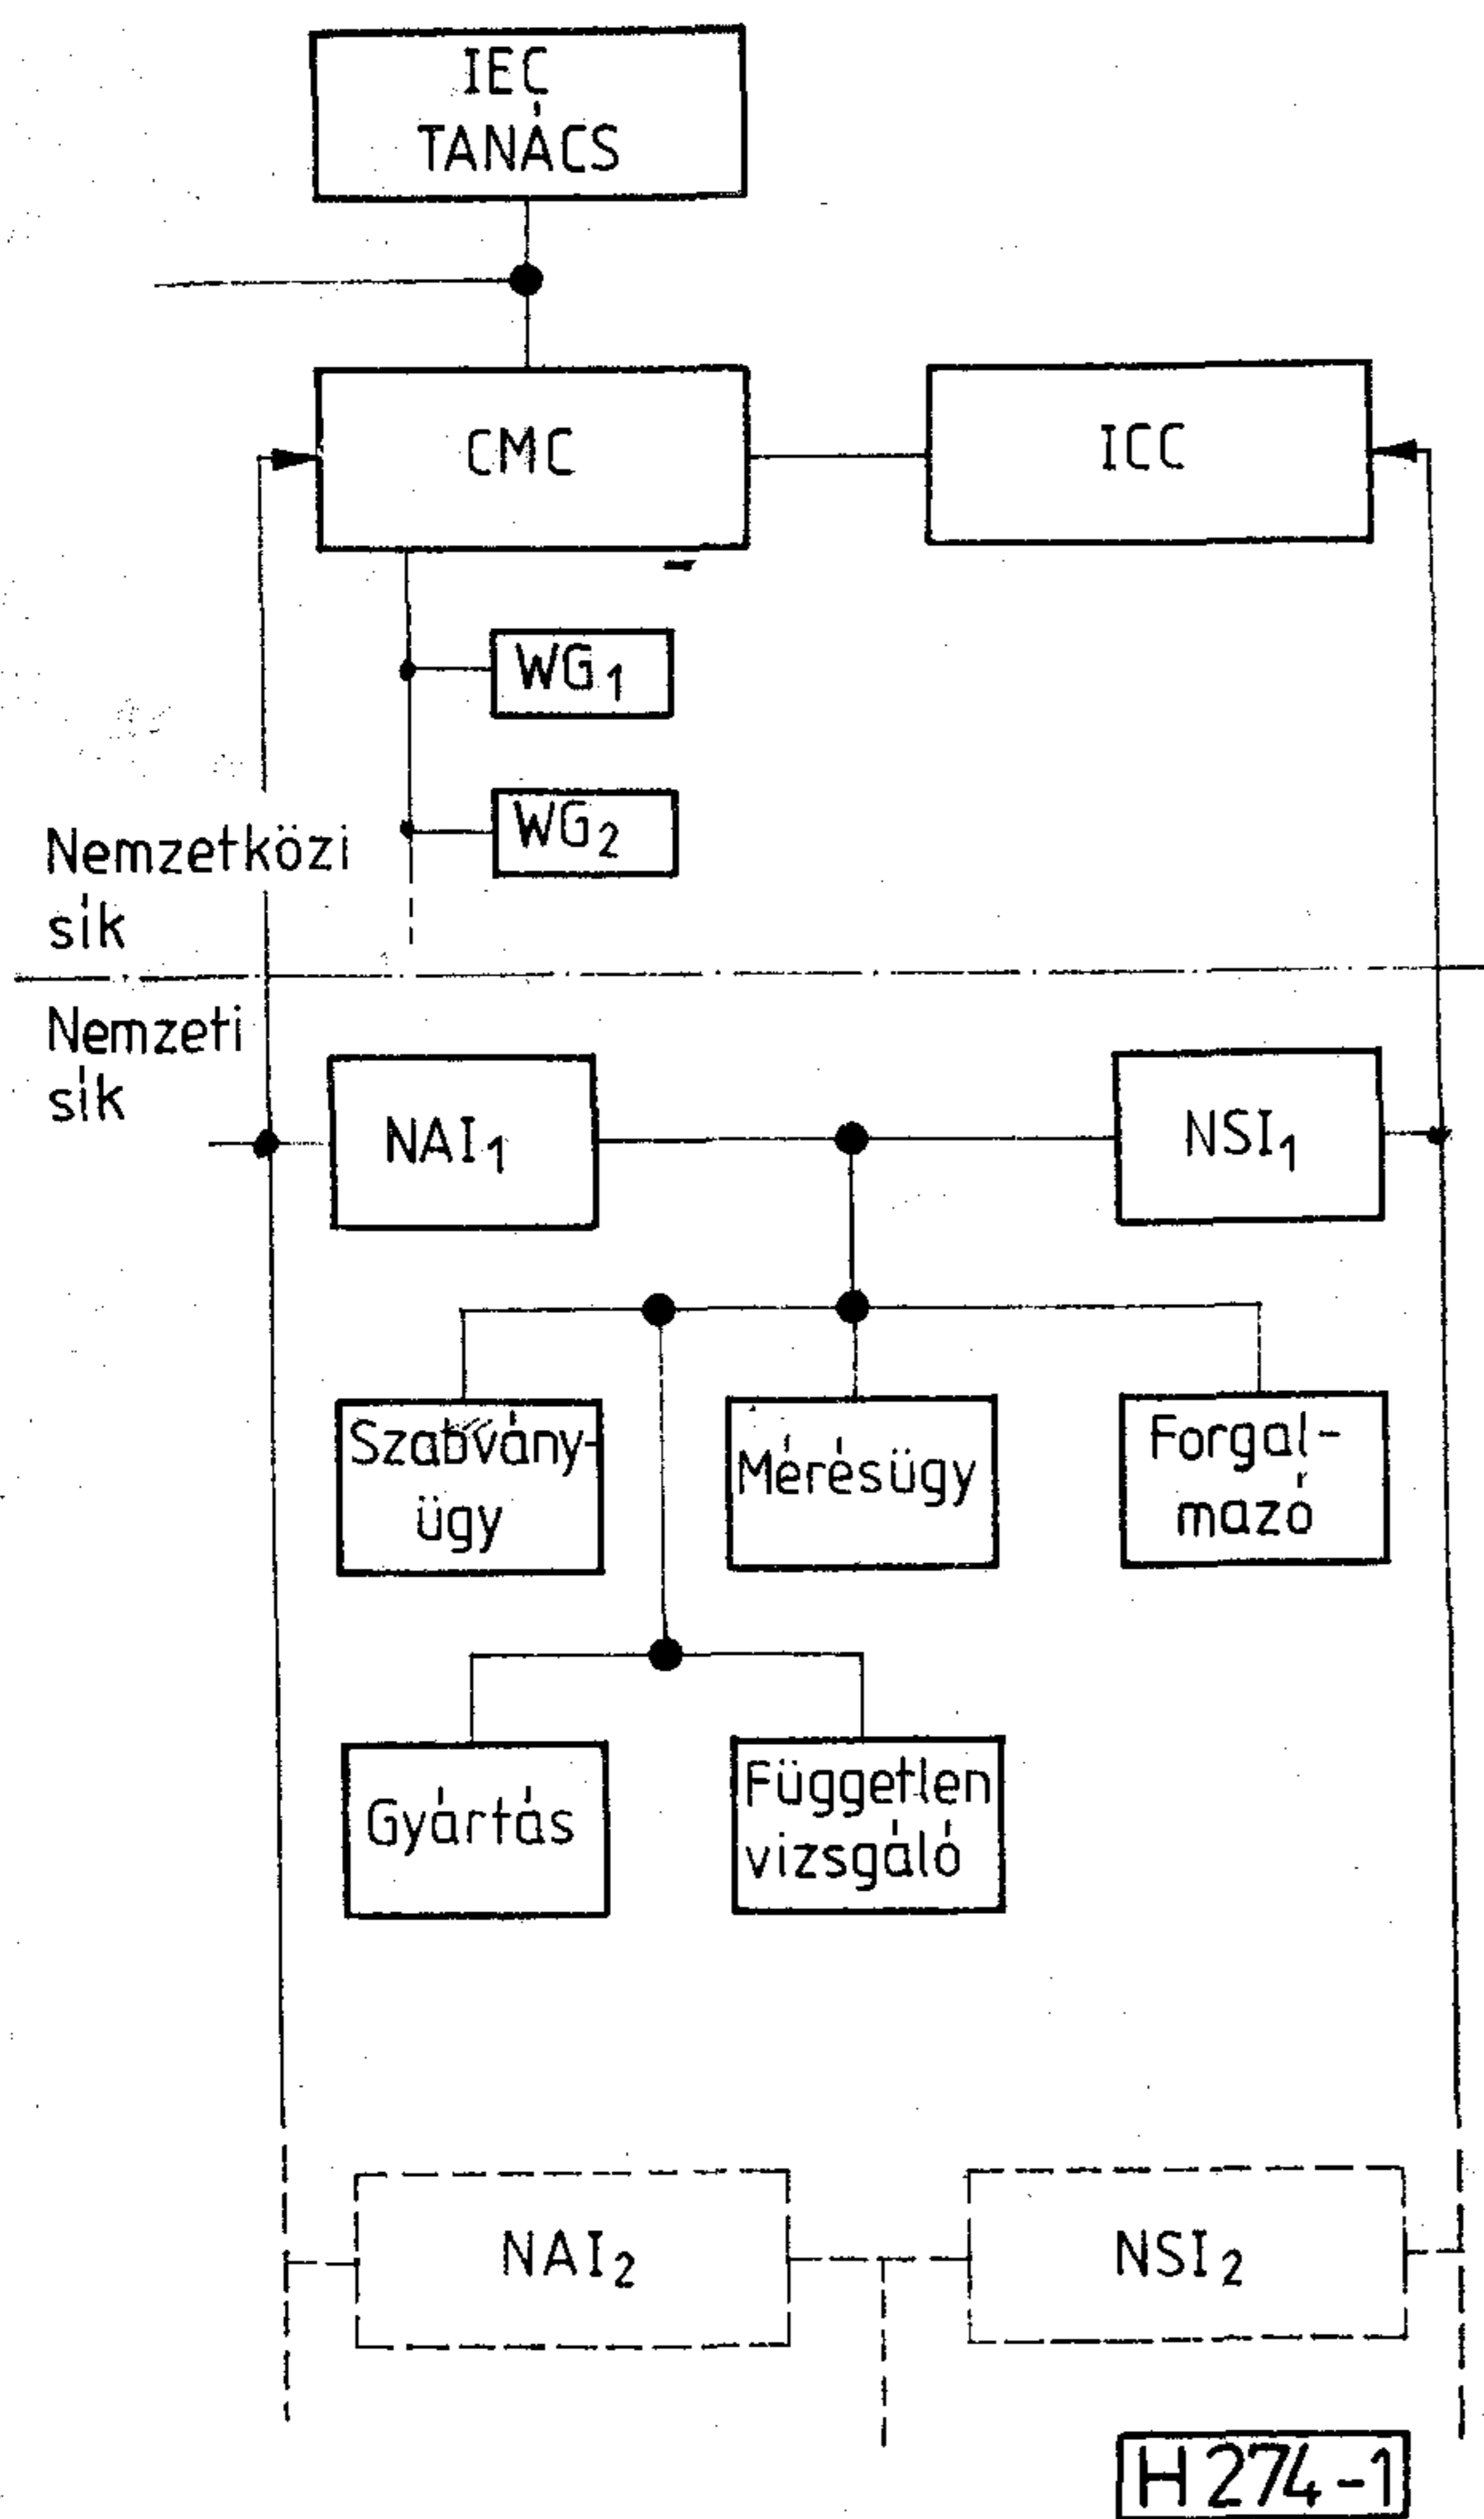 IEC
TANÁCS
CMC
ICC
WG1
WG2
Nemzetközi
sík
Nemzeti
sík
NAI1
NSI1
Szabvány-
ügy
Mérésügy
Forgal-
mazó
Gyártás
Független
vizsgáló
NAI2
NSI2
H274-1